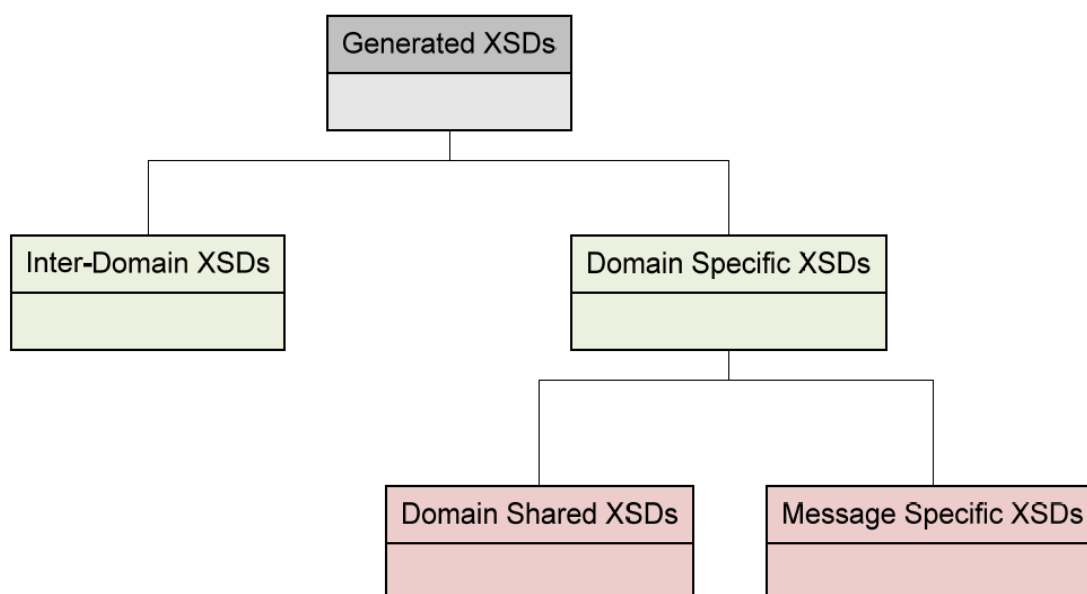 Generated XSDs
Inter-Domain XSDs
Domain Specific XSDs
Domain Shared XSDs
Message Specific XSDs